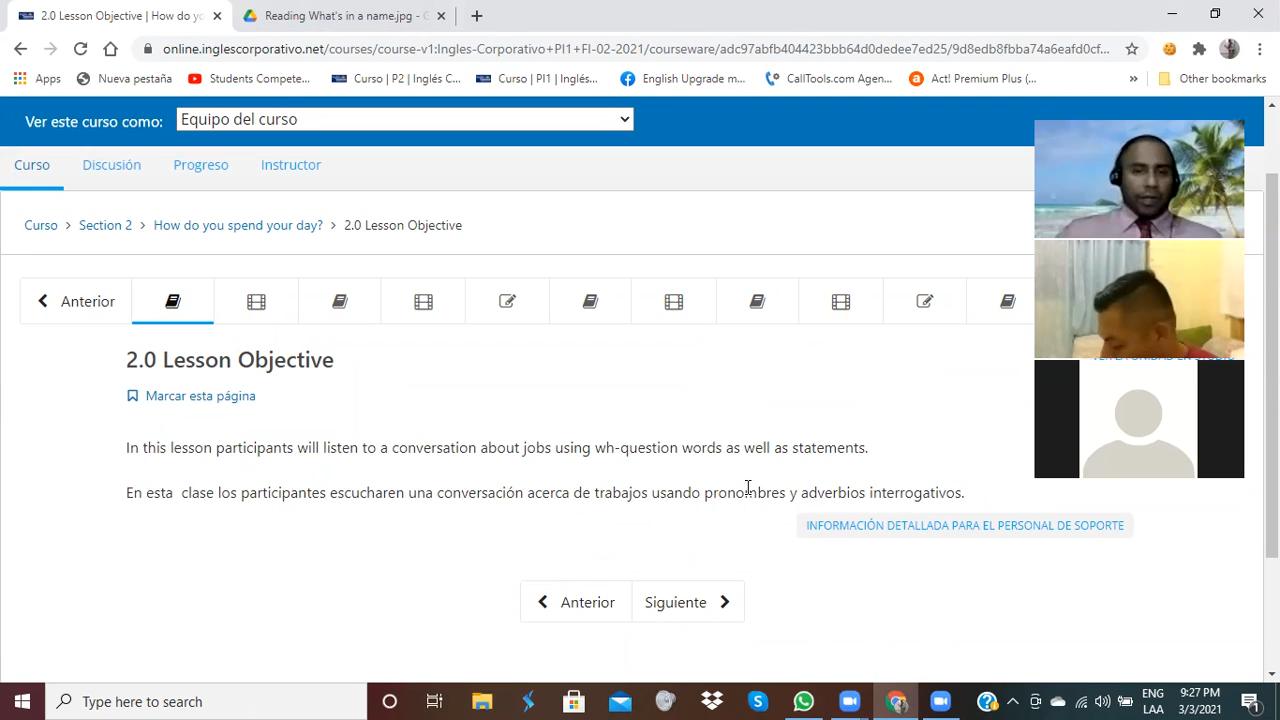 2.0 Lesson Objective | How do yo
Reading What's in a name.jpg - G
online.inglescorporativo.net/courses/course-v1:Ingles-Corporativo+PI1+FI-02-2021/courseware/adc97abfb404423bbb64d0dedee7ed25/9d8edb8fbba74a6eafd0cf...
Apps
Nueva pestaña
Students Compete...
Curso | P2 | Inglés C...
Curso | PI1 | Inglés...
English Upgrade m...
CallTools.com Agen...
Act! Premium Plus (...
»
Other bookmarks
Ver este curso como:
Equipo del curso
Curso
Discusión
Progreso
Instructor
Curso > Section 2 > How do you spend your day? > 2.0 Lesson Objective
Anterior
2.0 Lesson Objective
Marcar esta página
In this lesson participants will listen to a conversation about jobs using wh-question words as well as statements.
En esta clase los participantes escucharen una conversación acerca de trabajos usando pronombres y adverbios interrogativos.
INFORMACIÓN DETALLADA PARA EL PERSONAL DE SOPORTE
Anterior
Siguiente
Type here to search
ENG
LAA
9:27 PM
3/3/2021
1